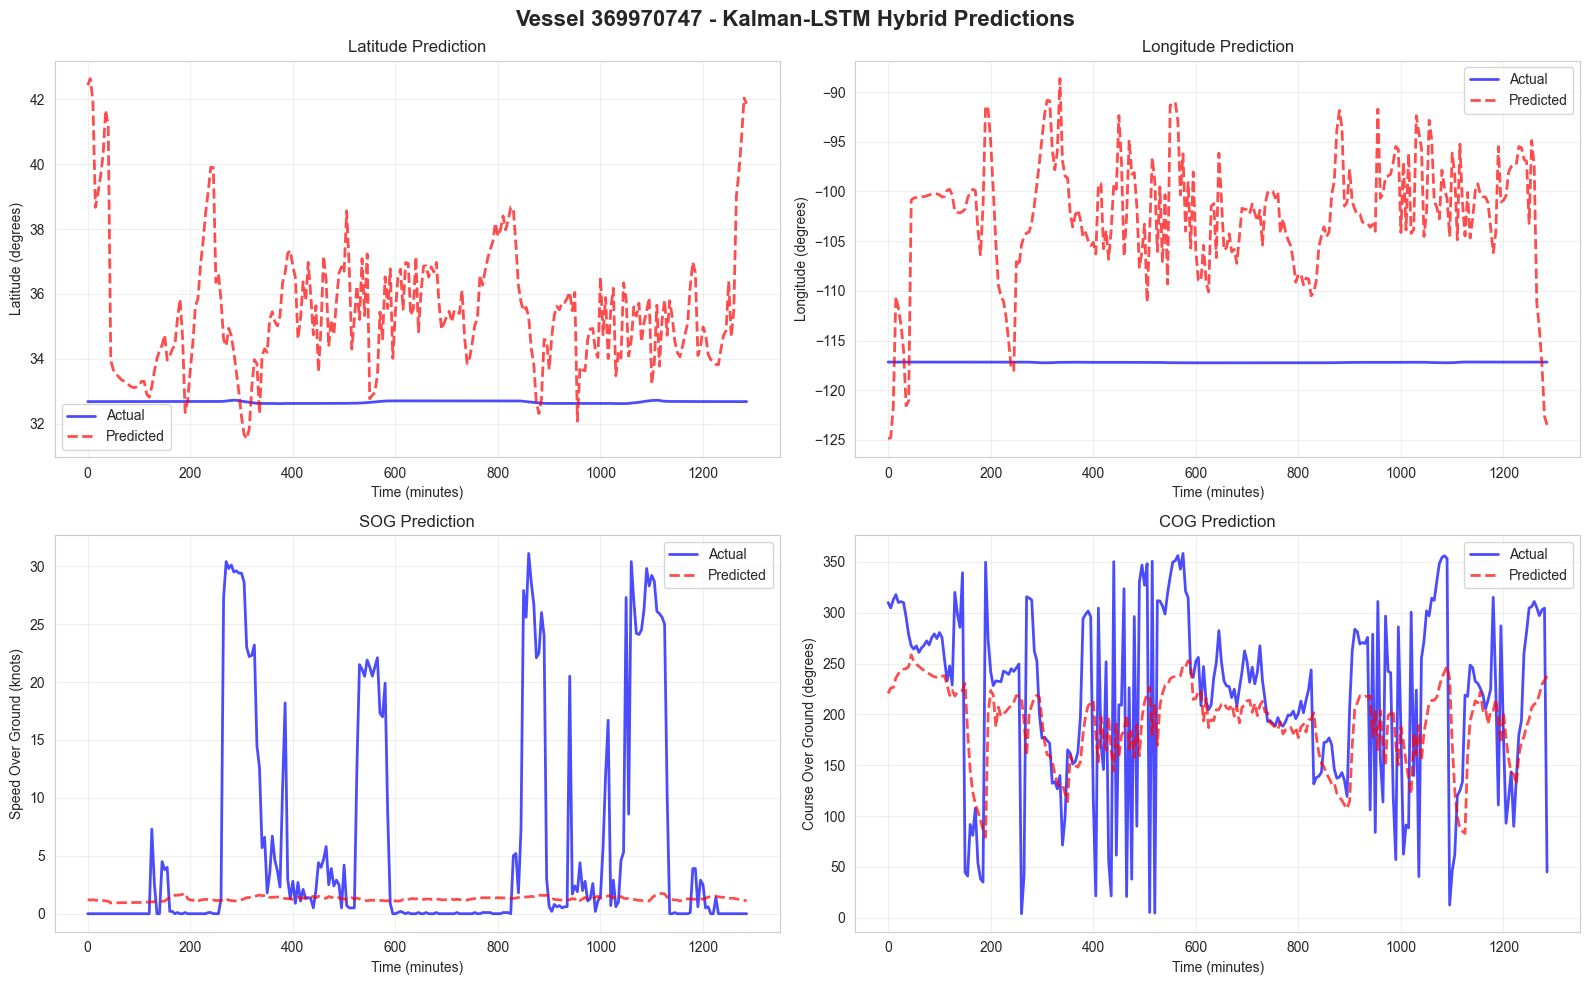 Vessel 369970747 - Kalman-LSTM Hybrid Predictions
Latitude Prediction
Latitude (degrees)
42
40
38
36
34
32
Actual
Predicted
0 200 400 600 800 1000 1200
Time (minutes)
Longitude Prediction
Longitude (degrees)
−90
−95
−100
−105
−110
−115
−120
−125
Actual
Predicted
0 200 400 600 800 1000 1200
Time (minutes)
SOG Prediction
Speed Over Ground (knots)
30
25
20
15
10
5
0
Actual
Predicted
0 200 400 600 800 1000 1200
Time (minutes)
COG Prediction
Course Over Ground (degrees)
350
300
250
200
150
100
50
0
Actual
Predicted
0 200 400 600 800 1000 1200
Time (minutes)